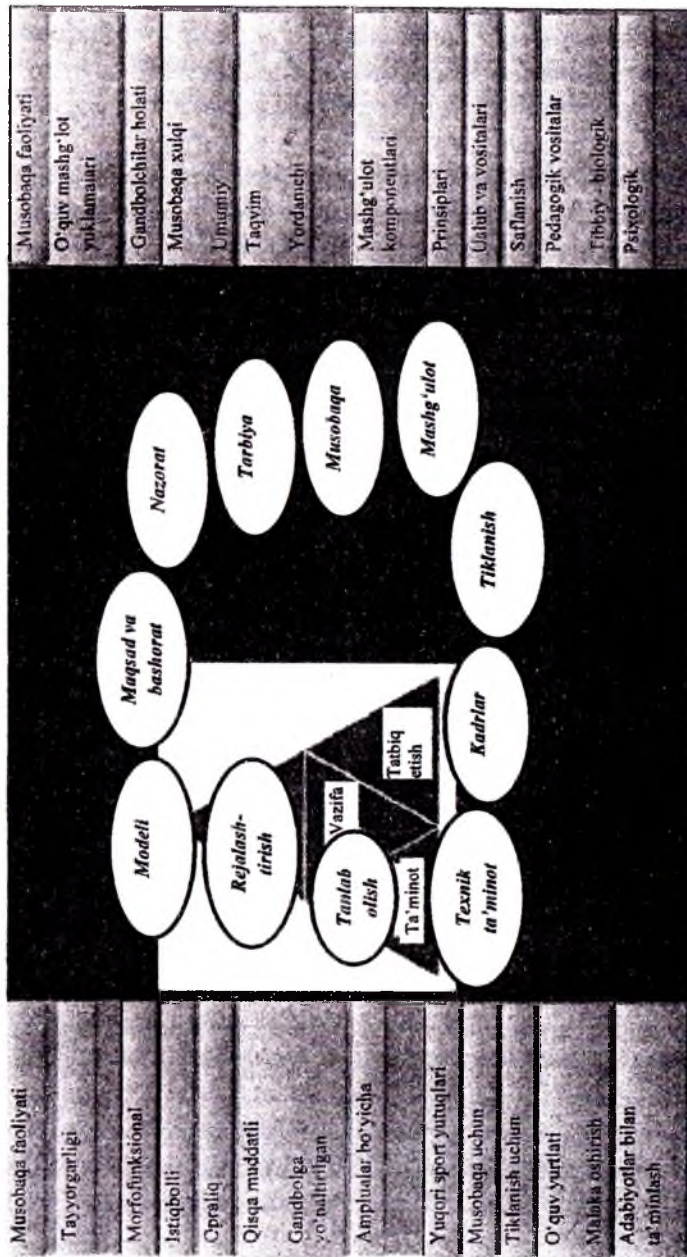 Musobaqa faoliyati
Tayyorgarligi
Morfofunksional
Istiqbolli
Opraliq
Qisqa muddatli
Gandbolga
yo'naltirilgan
Amplualar bo'yicha
Yuqori sport yutuqlari
Musobaqa uchun
Tiklanish uchun
O'quv yurtlati
Malaka oshirish
Adabiyotlar bilan
ta'minlash
Modeli
Maqsad va
bashorat
Nazorat
Rejalash-
tirish
Tarbiya
Vazifa
Tanlab
olish
Musobaqa
Tatbiq
etish
Ta'minot
Mashg'ulot
Texnik
ta'minot
Kadrlar
Tiklanish
Musobaqa faoliyati
O'quv mashg'lot
yuklamalari
Gandbolchilar holati
Musobaqa xulqi
Umumiy
Taqvim
Yordamchi
Mashg'ulot
komponentlari
Prinsiplari
Uslub va vositalari
Saflanish
Pedagogik vositalar
Tibbiy - biologik
Psixologik